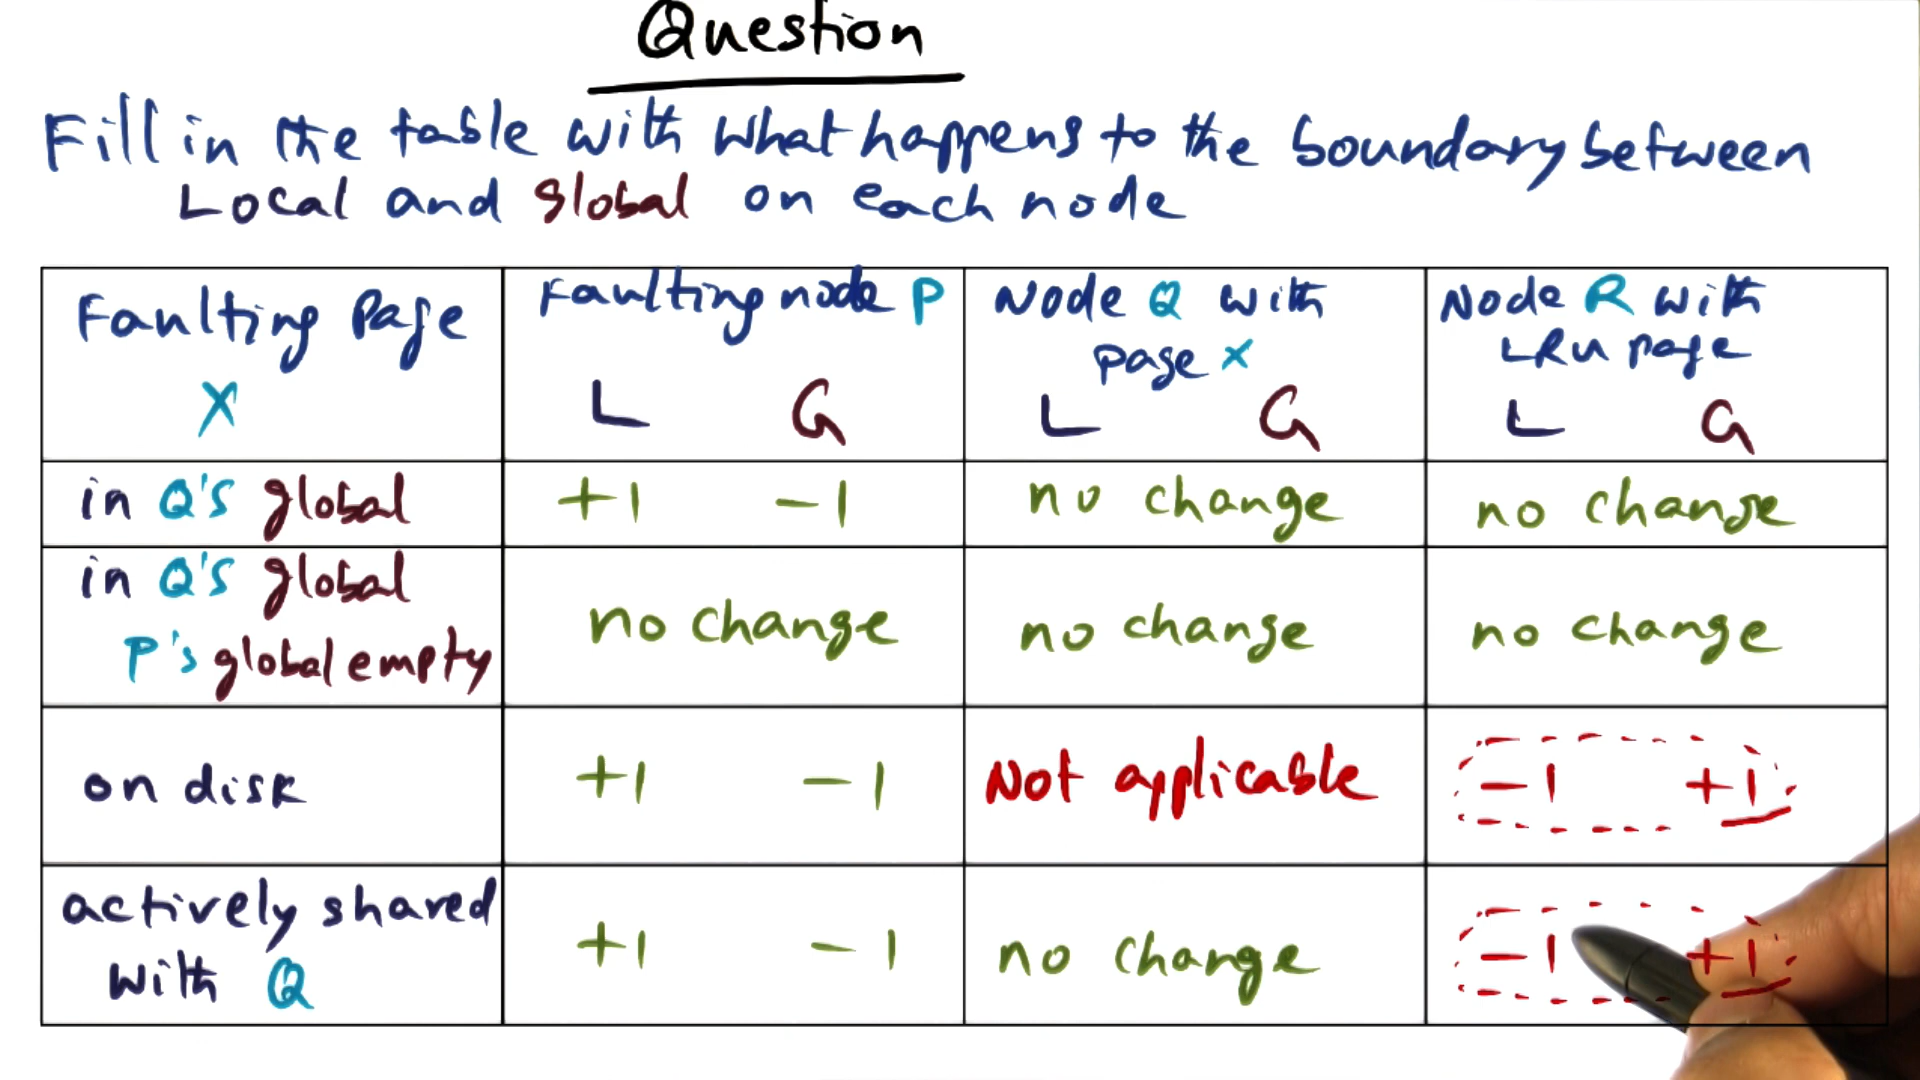 Question
Fill in the table with what happens to the boundary between
Local and global on each node
Faulting Page
X
Faulting node P
L G
Node Q with
page X
L G
Node R with
LRU page
L G
in Q's global
+1 -1
no change
no change
in Q's global
P's global empty
no change
no change
no change
on disk
+1 -1
Not applicable
-1 +1
actively shared
with Q
+1 -1
no change
-1 +1